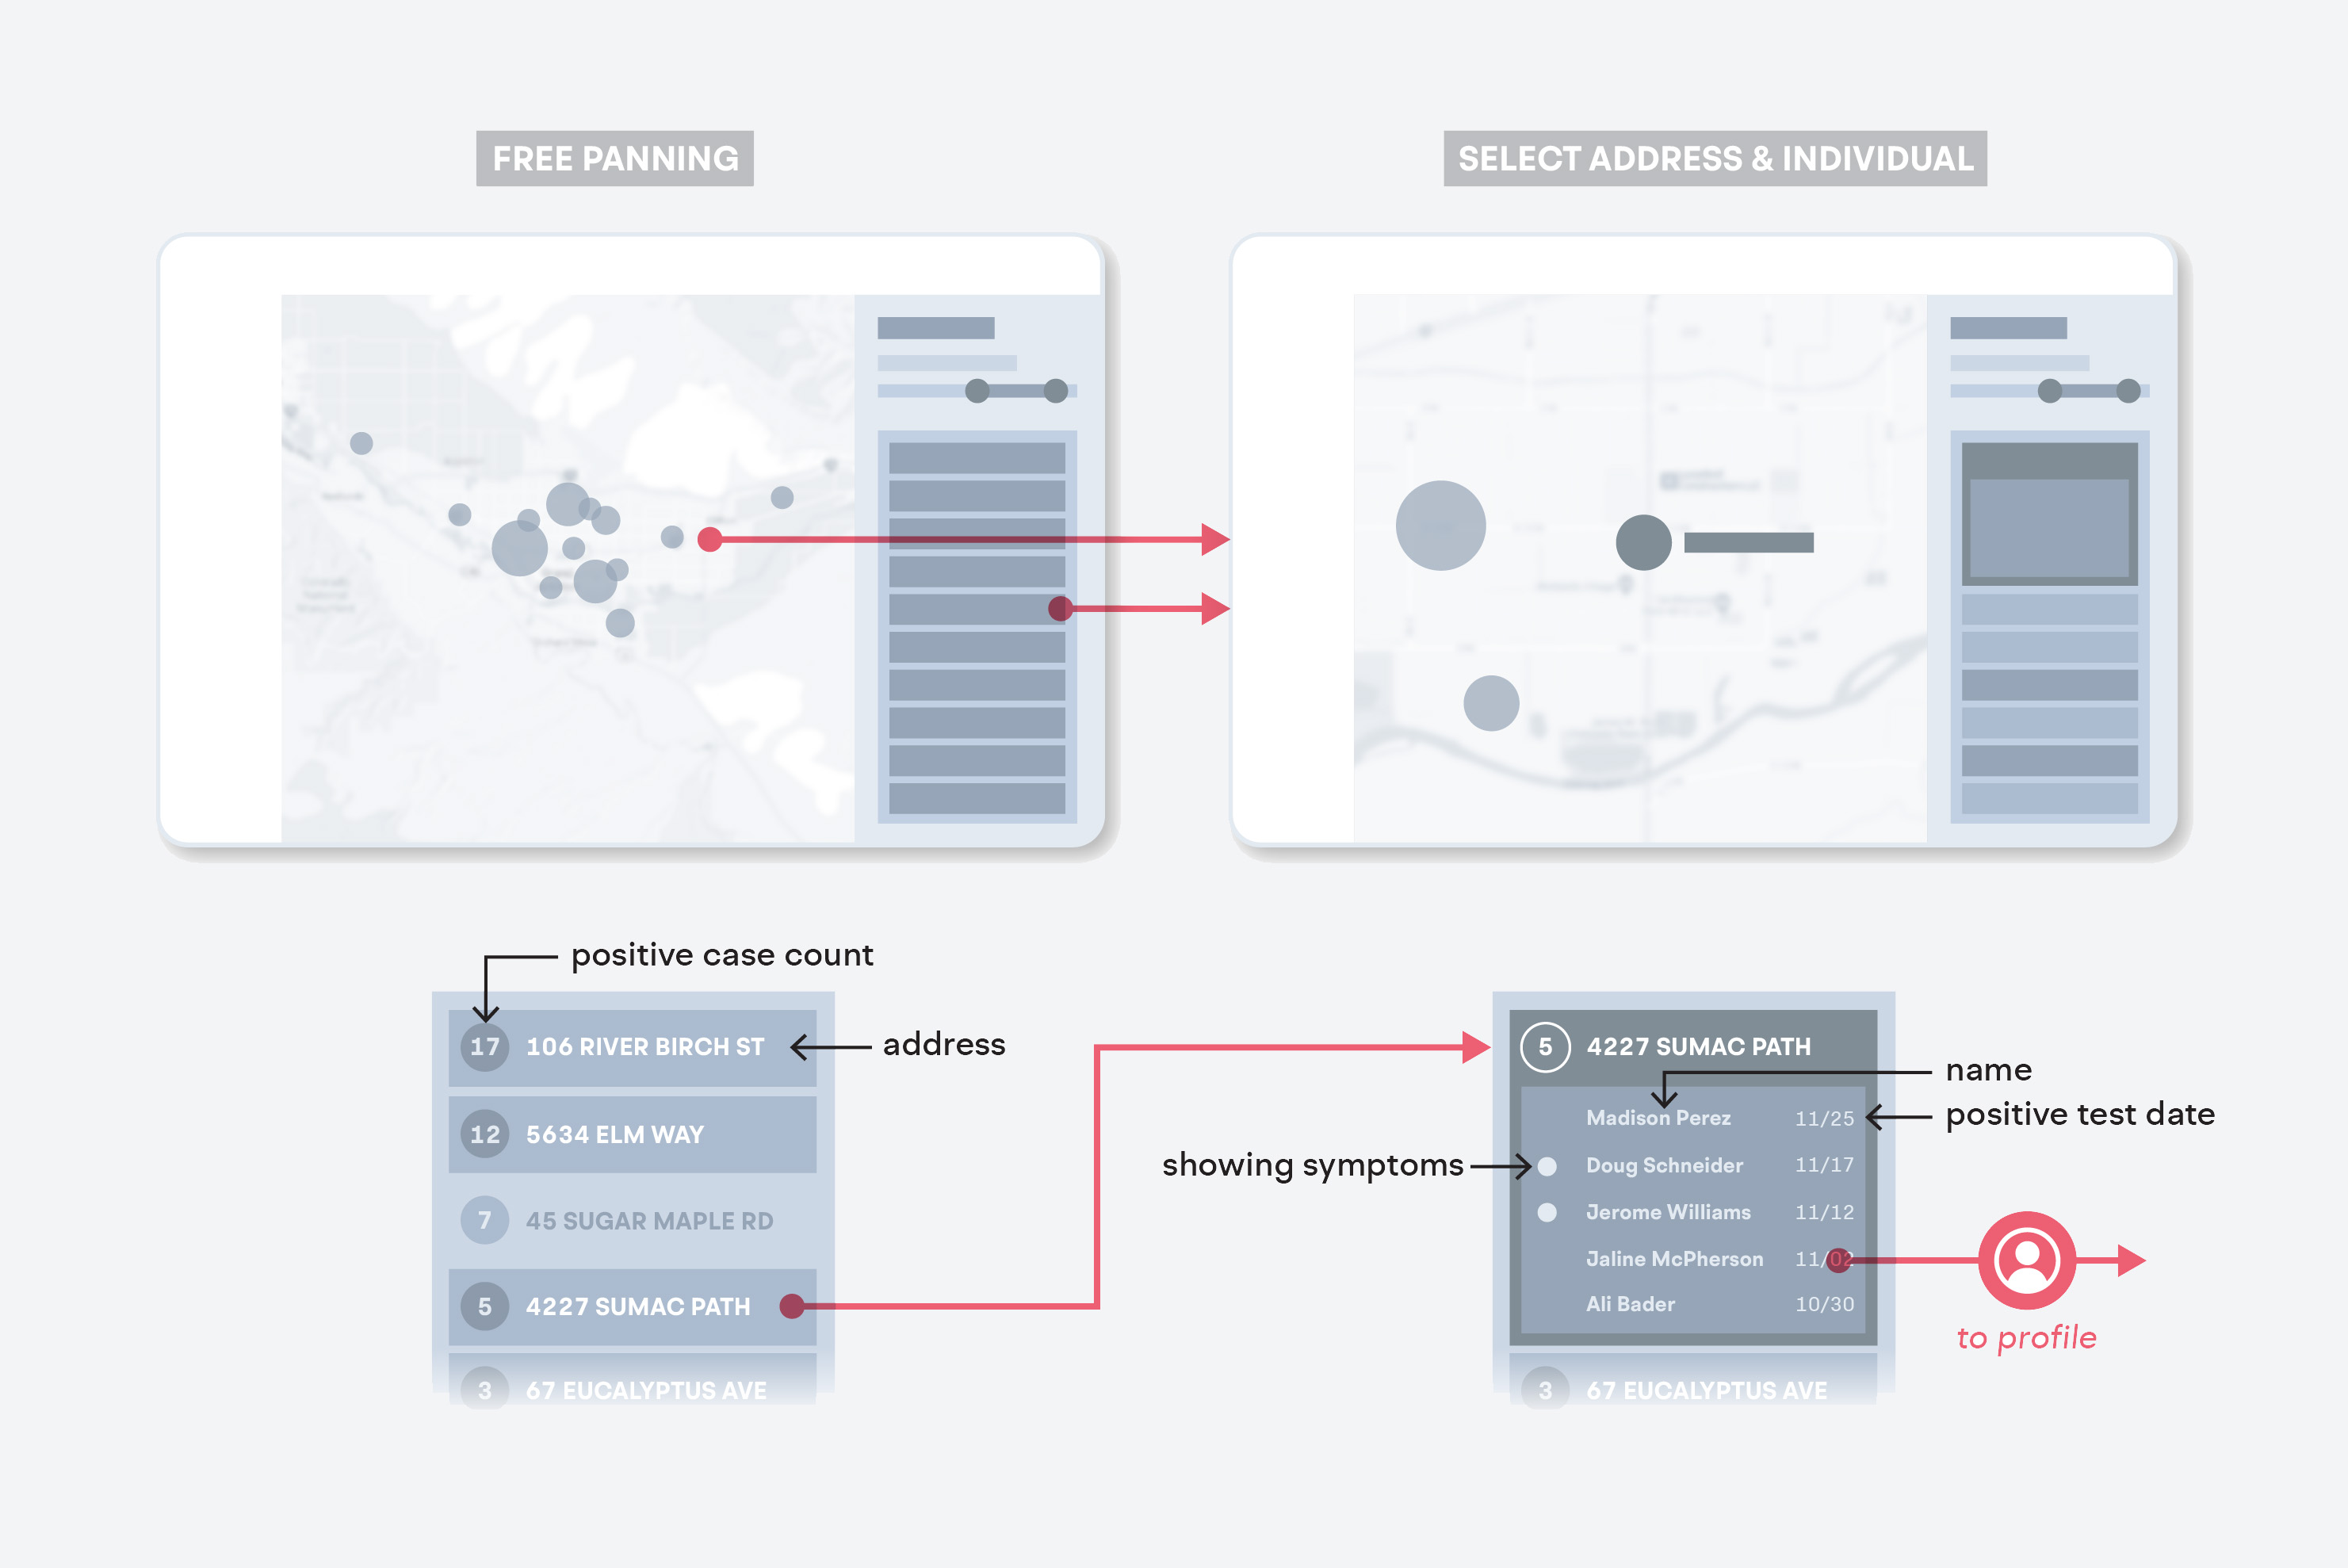 FREE PANNING
SELECT ADDRESS & INDIVIDUAL
positive case count
17 106 RIVER BIRCH ST
address
12 5634 ELM WAY
7 45 SUGAR MAPLE RD
5 4227 SUMAC PATH
3 67 EUCALYPTUS AVE
5 4227 SUMAC PATH
name
Madison Perez 11/25
positive test date
showing symptoms
Doug Schneider 11/17
Jerome Williams 11/12
Jaline McPherson 11/02
Ali Bader 10/30
to profile
3 67 EUCALYPTUS AVE